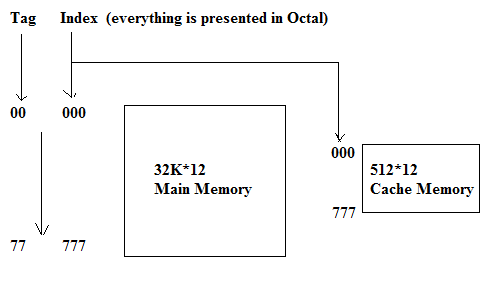 Tag Index (everything is presented in Octal)
00 000
000
32K*12
Main Memory
512*12
Cache Memory
777
77 777